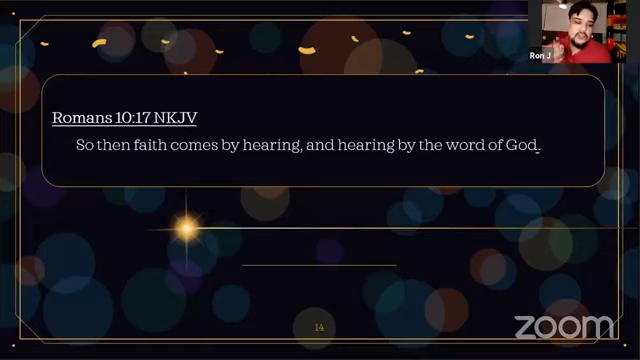 Ron J
Romans 10:17 NKJV
So then faith comes by hearing, and hearing by the word of God.
14
zoom